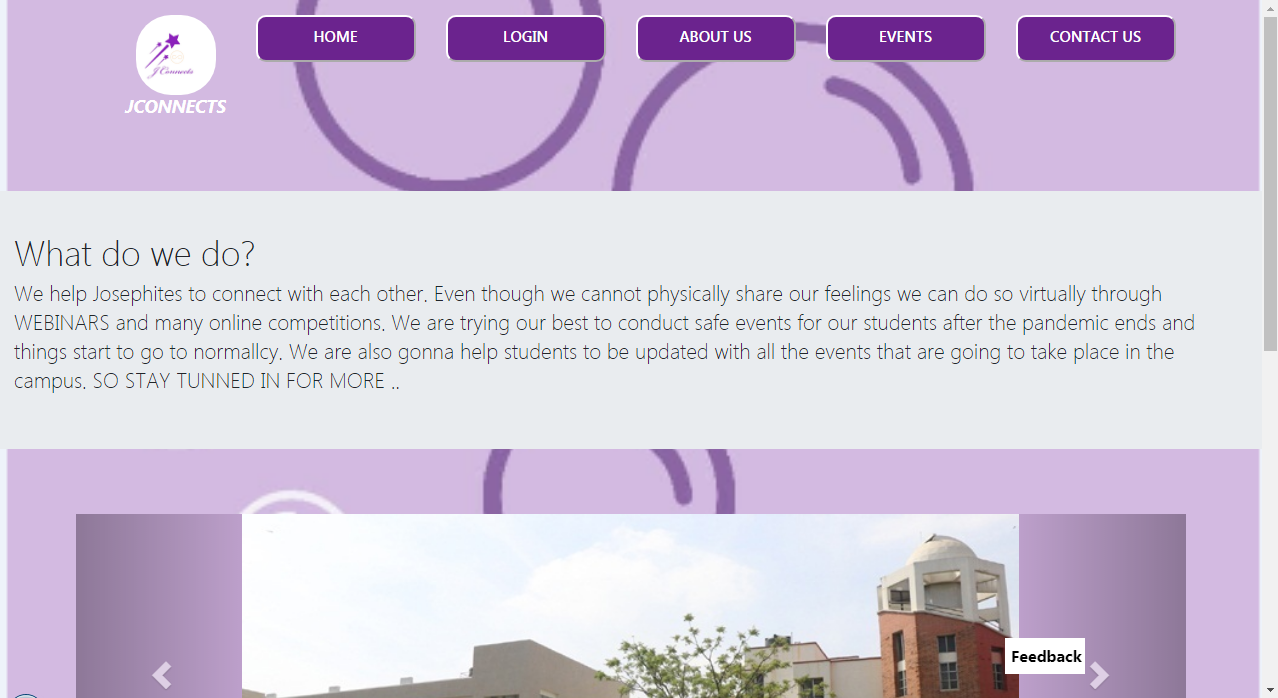 J Connects
JCONNECTS
HOME
LOGIN
ABOUT US
EVENTS
CONTACT US
What do we do?
We help Josephites to connect with each other. Even though we cannot physically share our feelings we can do so virtually through
WEBINARS and many online competitions. We are trying our best to conduct safe events for our students after the pandemic ends and
things start to go to normallcy. We are also gonna help students to be updated with all the events that are going to take place in the
campus. SO STAY TUNNED IN FOR MORE ..
Feedback